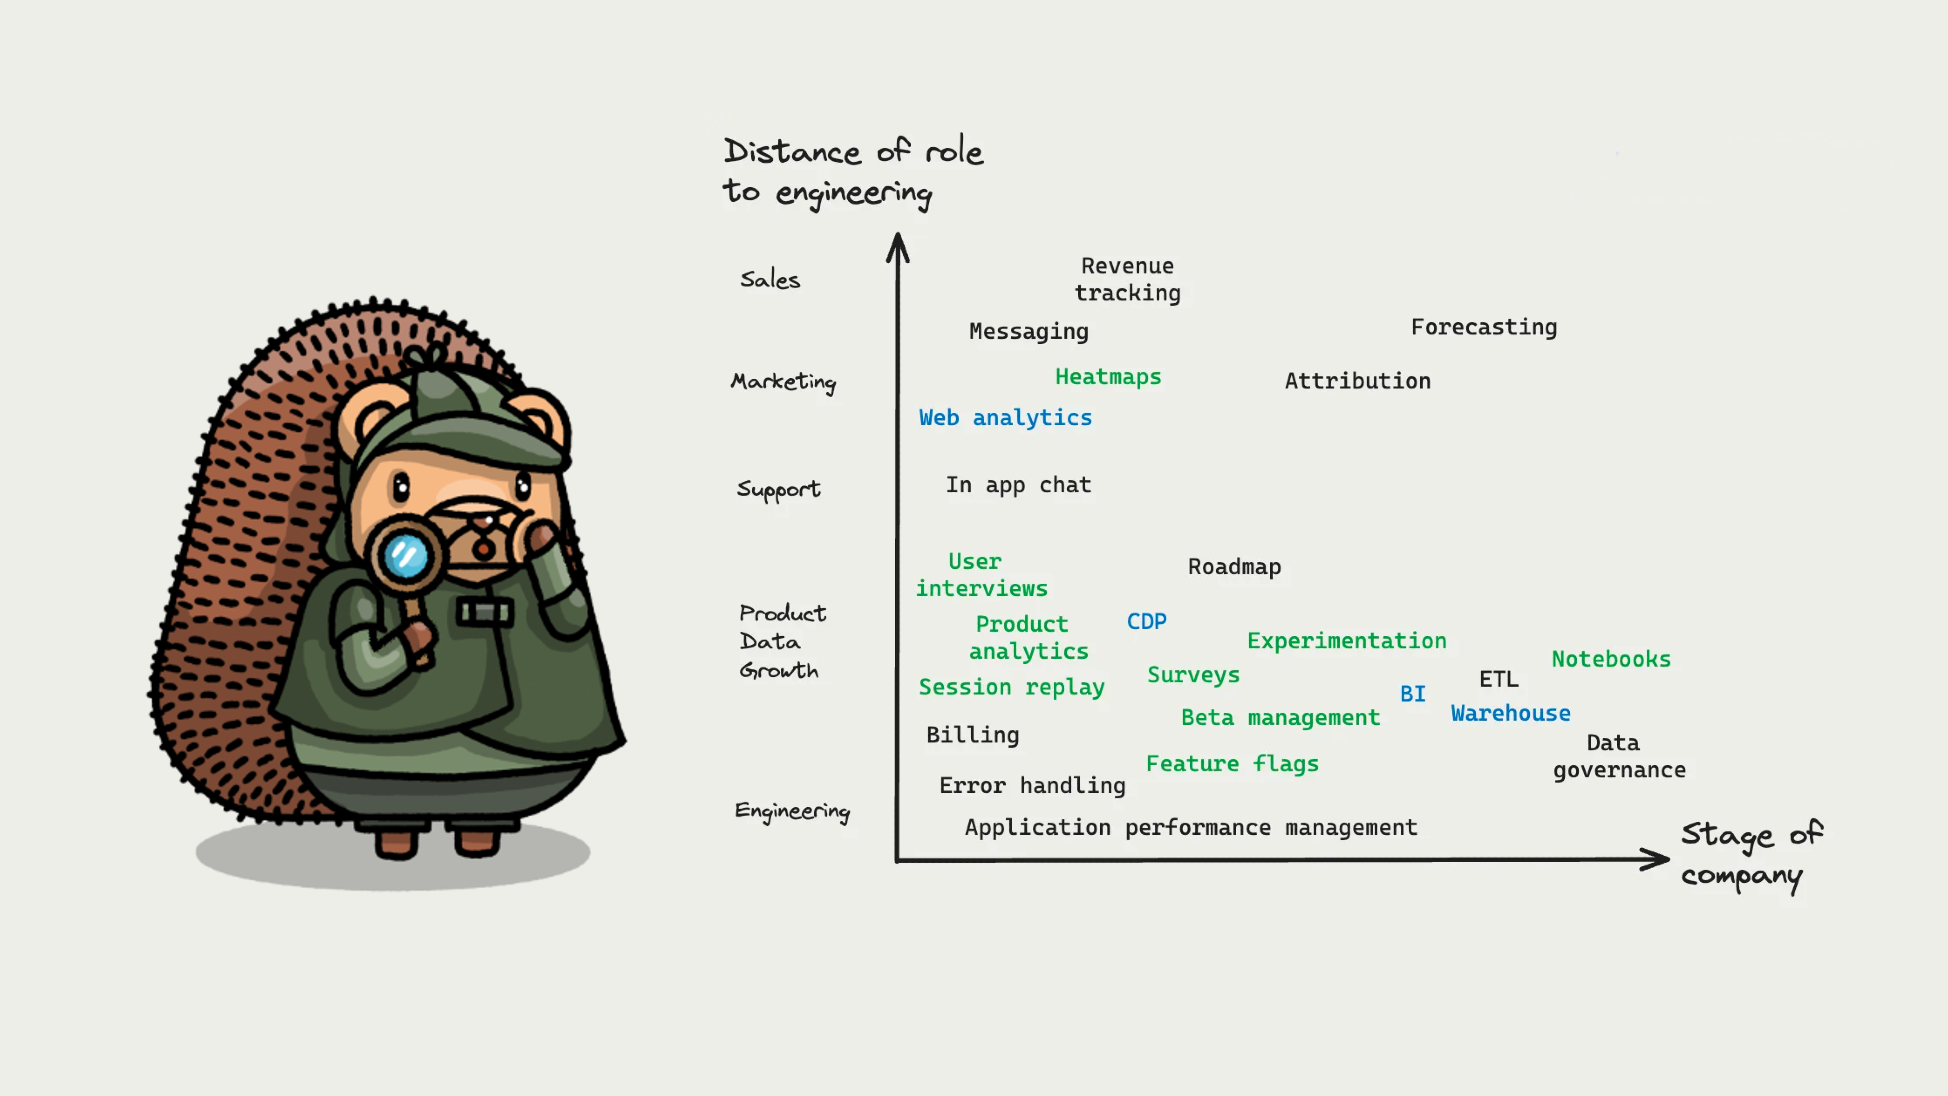 Distance of role
to engineering
Sales
Revenue
tracking
Messaging
Forecasting
Marketing
Heatmaps
Attribution
Web analytics
Support
In app chat
User
interviews
Roadmap
Product
Data
Growth
Product
analytics
CDP
Experimentation
Notebooks
Session replay
Surveys
ETL
BI
Warehouse
Beta management
Billing
Data
governance
Feature flags
Error handling
Engineering
Application performance management
Stage of
company